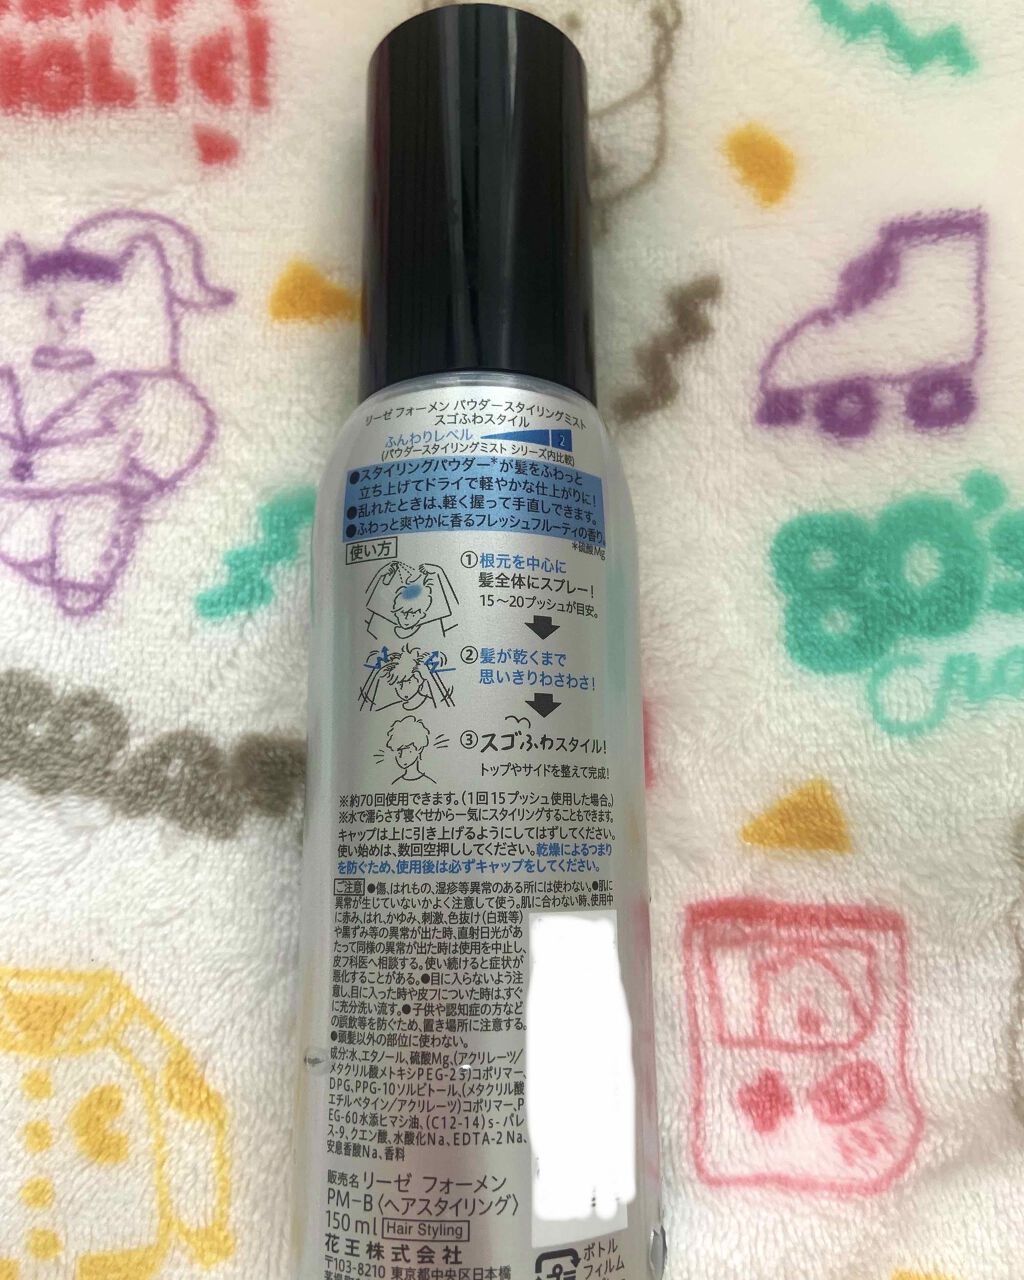 HOLIC!
リーゼ フォーメン パウダースタイリングミスト
スゴふわスタイル
ふんわりレベル 2
(パウダースタイリングミスト シリーズ内比較)
●スタイリングパウダー*が髪をふわっと
立ち上げてドライで軽やかな仕上がりに!
●乱れたときは、軽く握って手直しできます。
●ふわっと爽やかに香るフレッシュフルーティの香り。
*硫酸Mg
使い方
①根元を中心に
髪全体にスプレー!
15〜20プッシュが目安。
②髪が乾くまで
思いきりわさわさ!
③スゴふわスタイル!
トップやサイドを整えて完成!
※約70回使用できます。(1回15プッシュ使用した場合。)
※水で濡らさず寝ぐせから一気にスタイリングすることもできます。
キャップは上に引き上げるようにしてはずしてください。
使い始めは、数回空押ししてください。乾燥によるつまり
を防ぐため、使用後は必ずキャップをしてください。
ご注意 ●傷、はれもの、湿疹等異常のある所には使わない。●肌に
異常が生じていないかよく注意して使う。肌に合わない時、使用中
に赤み、はれ、かゆみ、刺激、色抜け(白斑等)
や黒ずみ等の異常が出た時、直射日光があ
たって同様の異常が出た時は使用を中止し、
皮フ科医へ相談する。使い続けると症状が
悪化することがある。●目に入らないよう注
意し、目に入った時や皮フについた時は、すぐ
に充分洗い流す。●子供や認知症の方など
の誤飲等を防ぐため、置き場所に注意する。
●頭髪以外の部位に使わない。
成分:水、エタノール、硫酸Mg、(アクリレーツ/
メタクリル酸メトキシPEG-23)コポリマー、
DPG、PPG-10ソルビトール、(メタクリル酸
エチルベタイン/アクリレーツ)コポリマー、P
EG-60水添ヒマシ油、(C12-14)s-パレ
ス-9、クエン酸、水酸化Na、EDTA-2Na、
安息香酸Na、香料
販売名 リーゼ フォーメン
PM-B〈ヘアスタイリング〉
150ml Hair Styling
花王株式会社
〒103-8210 東京都中央区日本橋
ボトル
フィルム